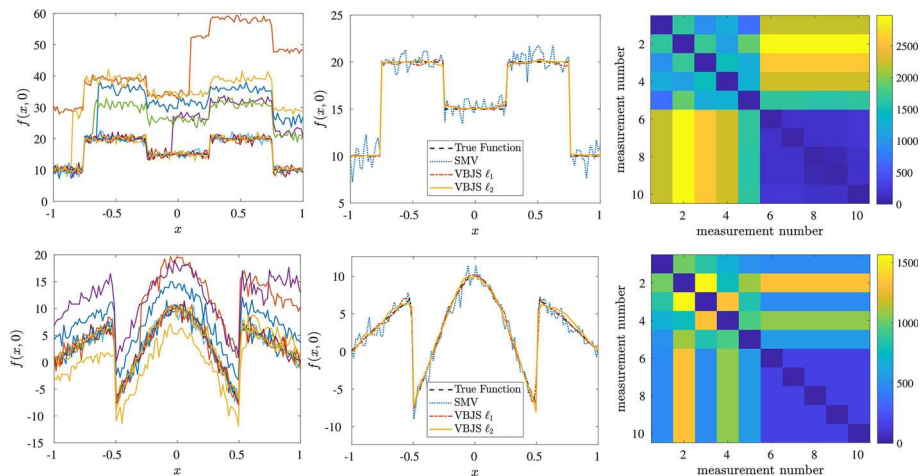 f(x, 0)
60
50
40
30
20
10
0
-1 -0.5 0 0.5 1
x
f(x, 0)
25
20
15
10
5
True Function
SMV
VBJS ℓ1
VBJS ℓ2
-1 -0.5 0 0.5 1
x
measurement number
2
4
6
8
10
2 4 6 8 10
measurement number
2500
2000
1500
1000
500
0
f(x, 0)
20
15
10
5
0
-5
-10
-15
-1 -0.5 0 0.5 1
x
f(x, 0)
10
5
0
-5
-10
True Function
SMV
VBJS ℓ1
VBJS ℓ2
-1 -0.5 0 0.5 1
x
measurement number
2
4
6
8
10
2 4 6 8 10
measurement number
1500
1000
500
0